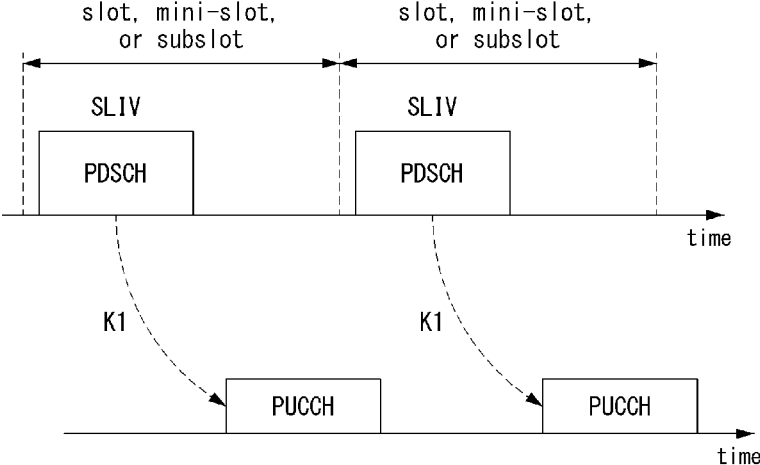 slot, mini-slot,
or subslot
slot, mini-slot,
or subslot
SLIV
SLIV
PDSCH
PDSCH
time
K1
K1
PUCCH
PUCCH
time